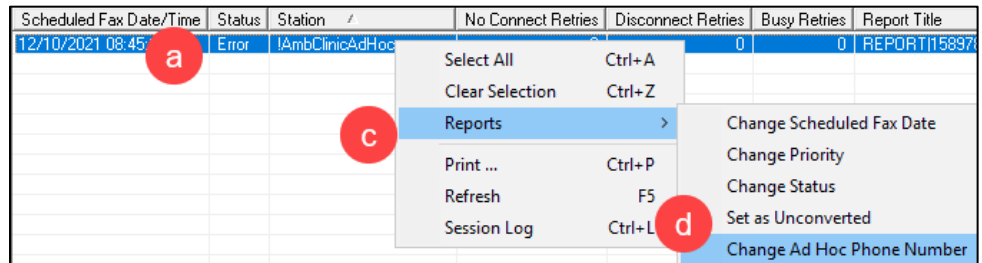 Scheduled Fax Date/Time Status Station No Connect Retries Disconnect Retries Busy Retries Report Title
12/10/2021 08:45 Error !AmbClinicAdHoc 0 0 REPORT|158978
a
Select All Ctrl+A
Clear Selection Ctrl+Z
c
Reports >
Change Scheduled Fax Date
Print ... Ctrl+P
Change Priority
Refresh F5
Change Status
Session Log Ctrl+L
d
Set as Unconverted
Change Ad Hoc Phone Number